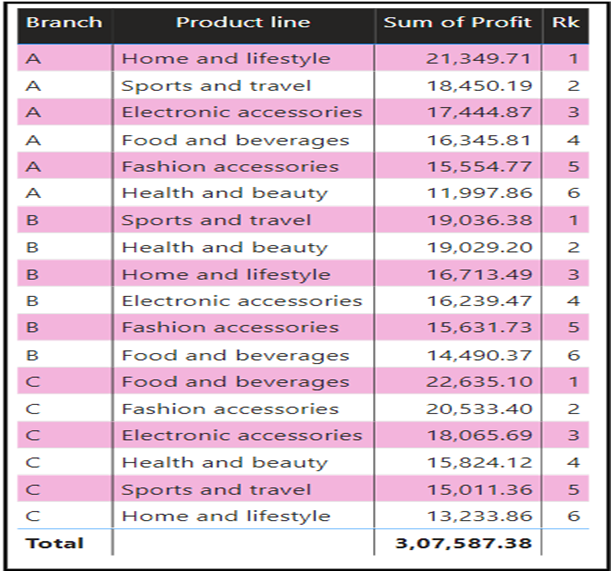 Branch Product line Sum of Profit Rk
A Home and lifestyle 21,349.71 1
A Sports and travel 18,450.19 2
A Electronic accessories 17,444.87 3
A Food and beverages 16,345.81 4
A Fashion accessories 15,554.77 5
A Health and beauty 11,997.86 6
B Sports and travel 19,036.38 1
B Health and beauty 19,029.20 2
B Home and lifestyle 16,713.49 3
B Electronic accessories 16,239.47 4
B Fashion accessories 15,631.73 5
B Food and beverages 14,490.37 6
C Food and beverages 22,635.10 1
C Fashion accessories 20,533.40 2
C Electronic accessories 18,065.69 3
C Health and beauty 15,824.12 4
C Sports and travel 15,011.36 5
C Home and lifestyle 13,233.86 6
Total 3,07,587.38